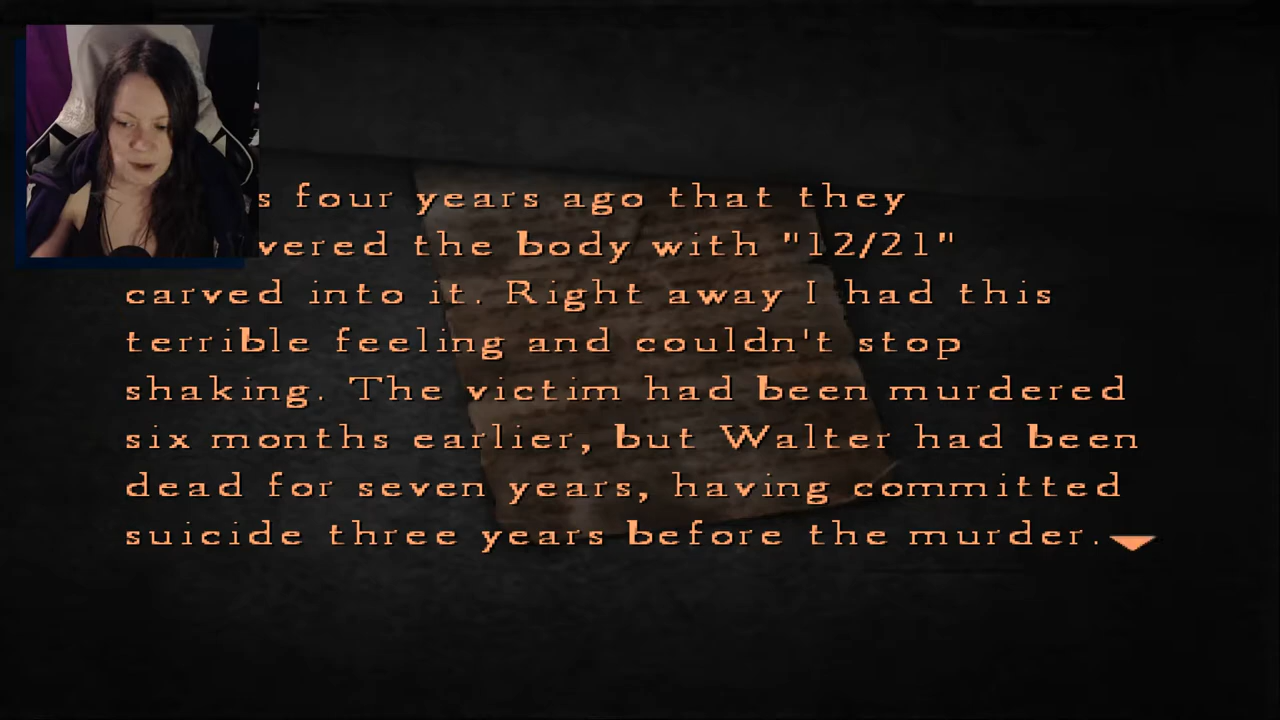 four years ago that they
the body with "12/21"
carved into it. Right away I had this
terrible feeling and couldn't stop
shaking. The victim had been murdered
six months earlier, but Walter had been
dead for seven years, having committed
suicide three years before the murder.